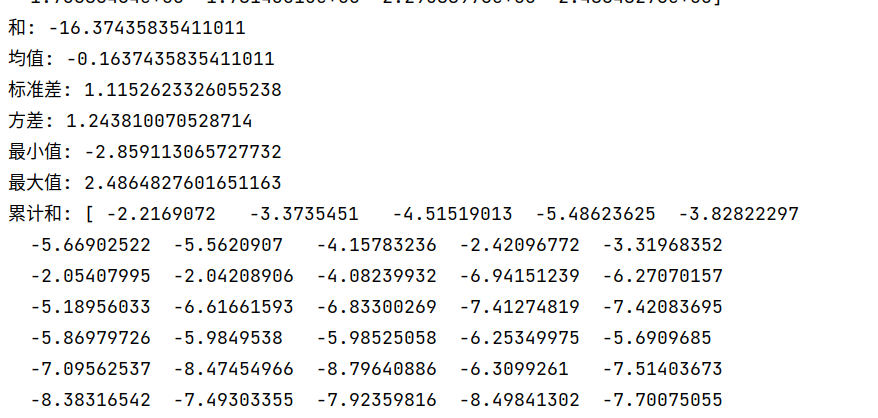 和: -16.37435835411011
均值: -0.1637435835411011
标准差: 1.1152623326055238
方差: 1.243810070528714
最小值: -2.859113065727732
最大值: 2.4864827601651163
累计和: [ -2.2169072   -3.3735451   -4.51519013  -5.48623625  -3.82822297
  -5.66902522  -5.5620907   -4.15783236  -2.42096772  -3.31968352
  -2.05407995  -2.04208906  -4.08239932  -6.94151239  -6.27070157
  -5.18956033  -6.61661593  -6.83300269  -7.41274819  -7.42083695
  -5.86979726  -5.9849538   -5.98525058  -6.25349975  -5.6909685
  -7.09562537  -8.47454966  -8.79640886  -6.3099261   -7.51403673
  -8.38316542  -7.49303355  -7.92359816  -8.49841302  -7.70075055